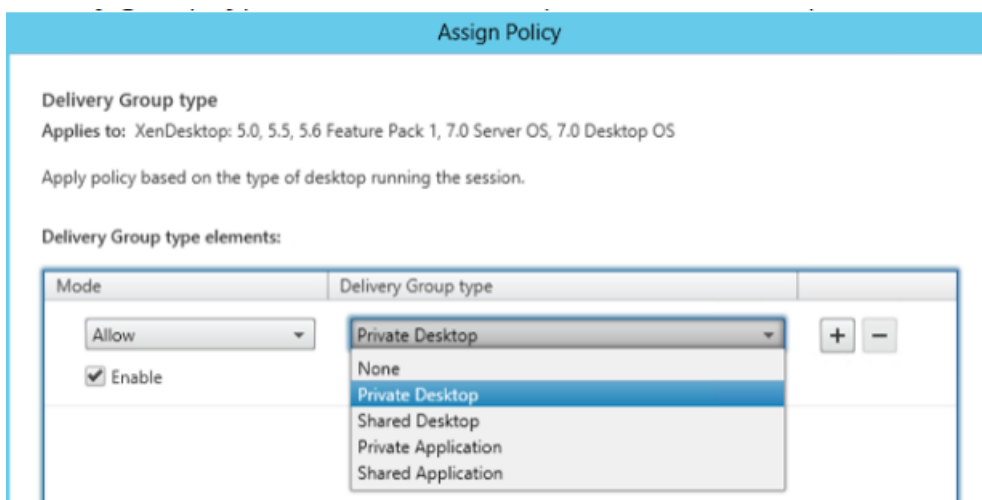 Assign Policy
Delivery Group type
Applies to: XenDesktop: 5.0, 5.5, 5.6 Feature Pack 1, 7.0 Server OS, 7.0 Desktop OS
Apply policy based on the type of desktop running the session.
Delivery Group type elements:
Mode Delivery Group type
Allow Private Desktop + -
Enable
None
Private Desktop
Shared Desktop
Private Application
Shared Application